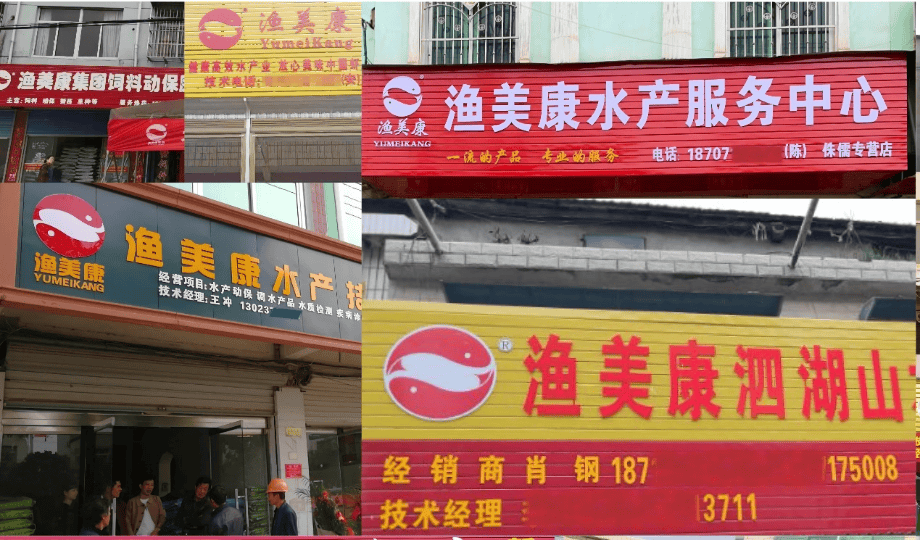 渔美康集团饲料动保
主营:饲料
渔美康
YumeiKang
技术电话:
渔美康水产服务中心
渔美康
YUMEIKANG
一流的产品 专业的服务 电话:18707 (陈) 侏儒专营店
渔美康
YUMEIKANG
渔美康水产技
经营项目:水产动保 调水产品 水质检测 疾病诊
技术经理:王 冲 13023
®
渔美康泗湖山
经销商肖钢 187 175008
技术经理 3711